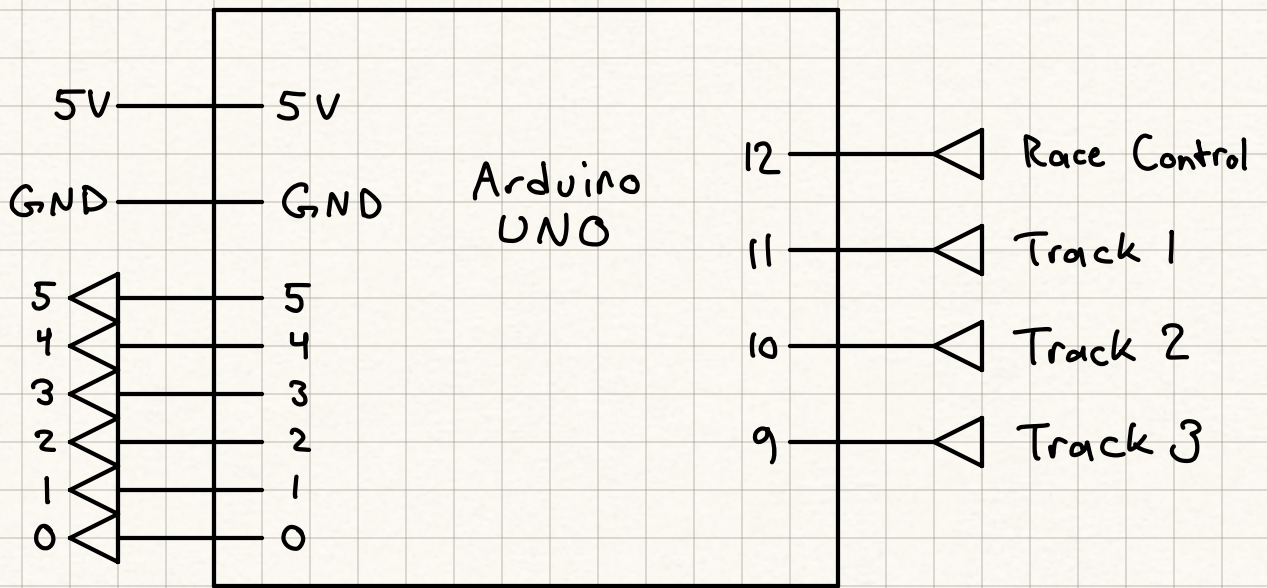 5V
5V
GND
GND
Arduino
UNO
5
5
4
4
3
3
2
2
1
1
0
0
12
Race Control
11
Track 1
10
Track 2
9
Track 3